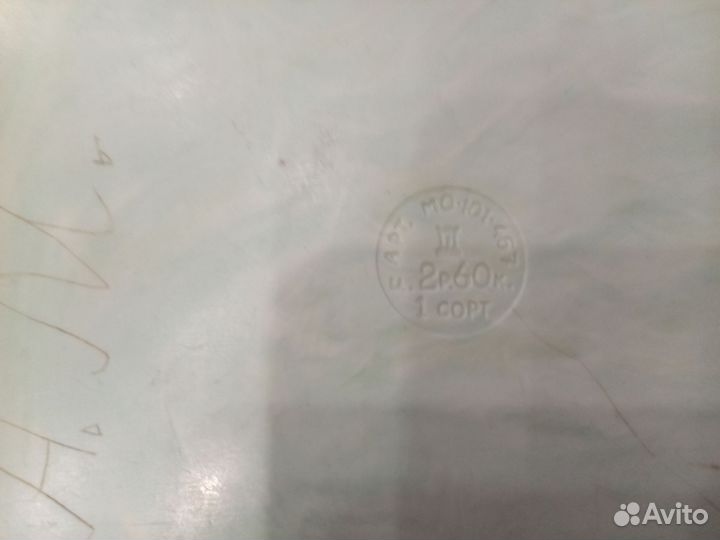 АРТ. МО-101-467
Ц. 2р.60к.
1 СОРТ
Н. М.
Avito